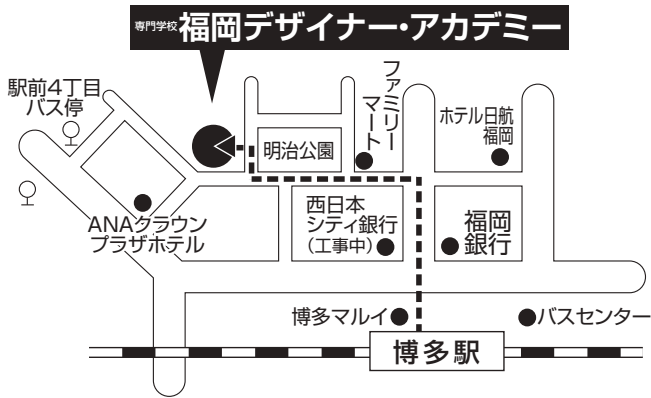 専門学校 福岡デザイナー・アカデミー
駅前4丁目
バス停
ファミリー
マート
ホテル日航
福岡
明治公園
ANAクラウン
プラザホテル
西日本
シティ銀行
(工事中)
福岡
銀行
博多マルイ
バスセンター
博多駅